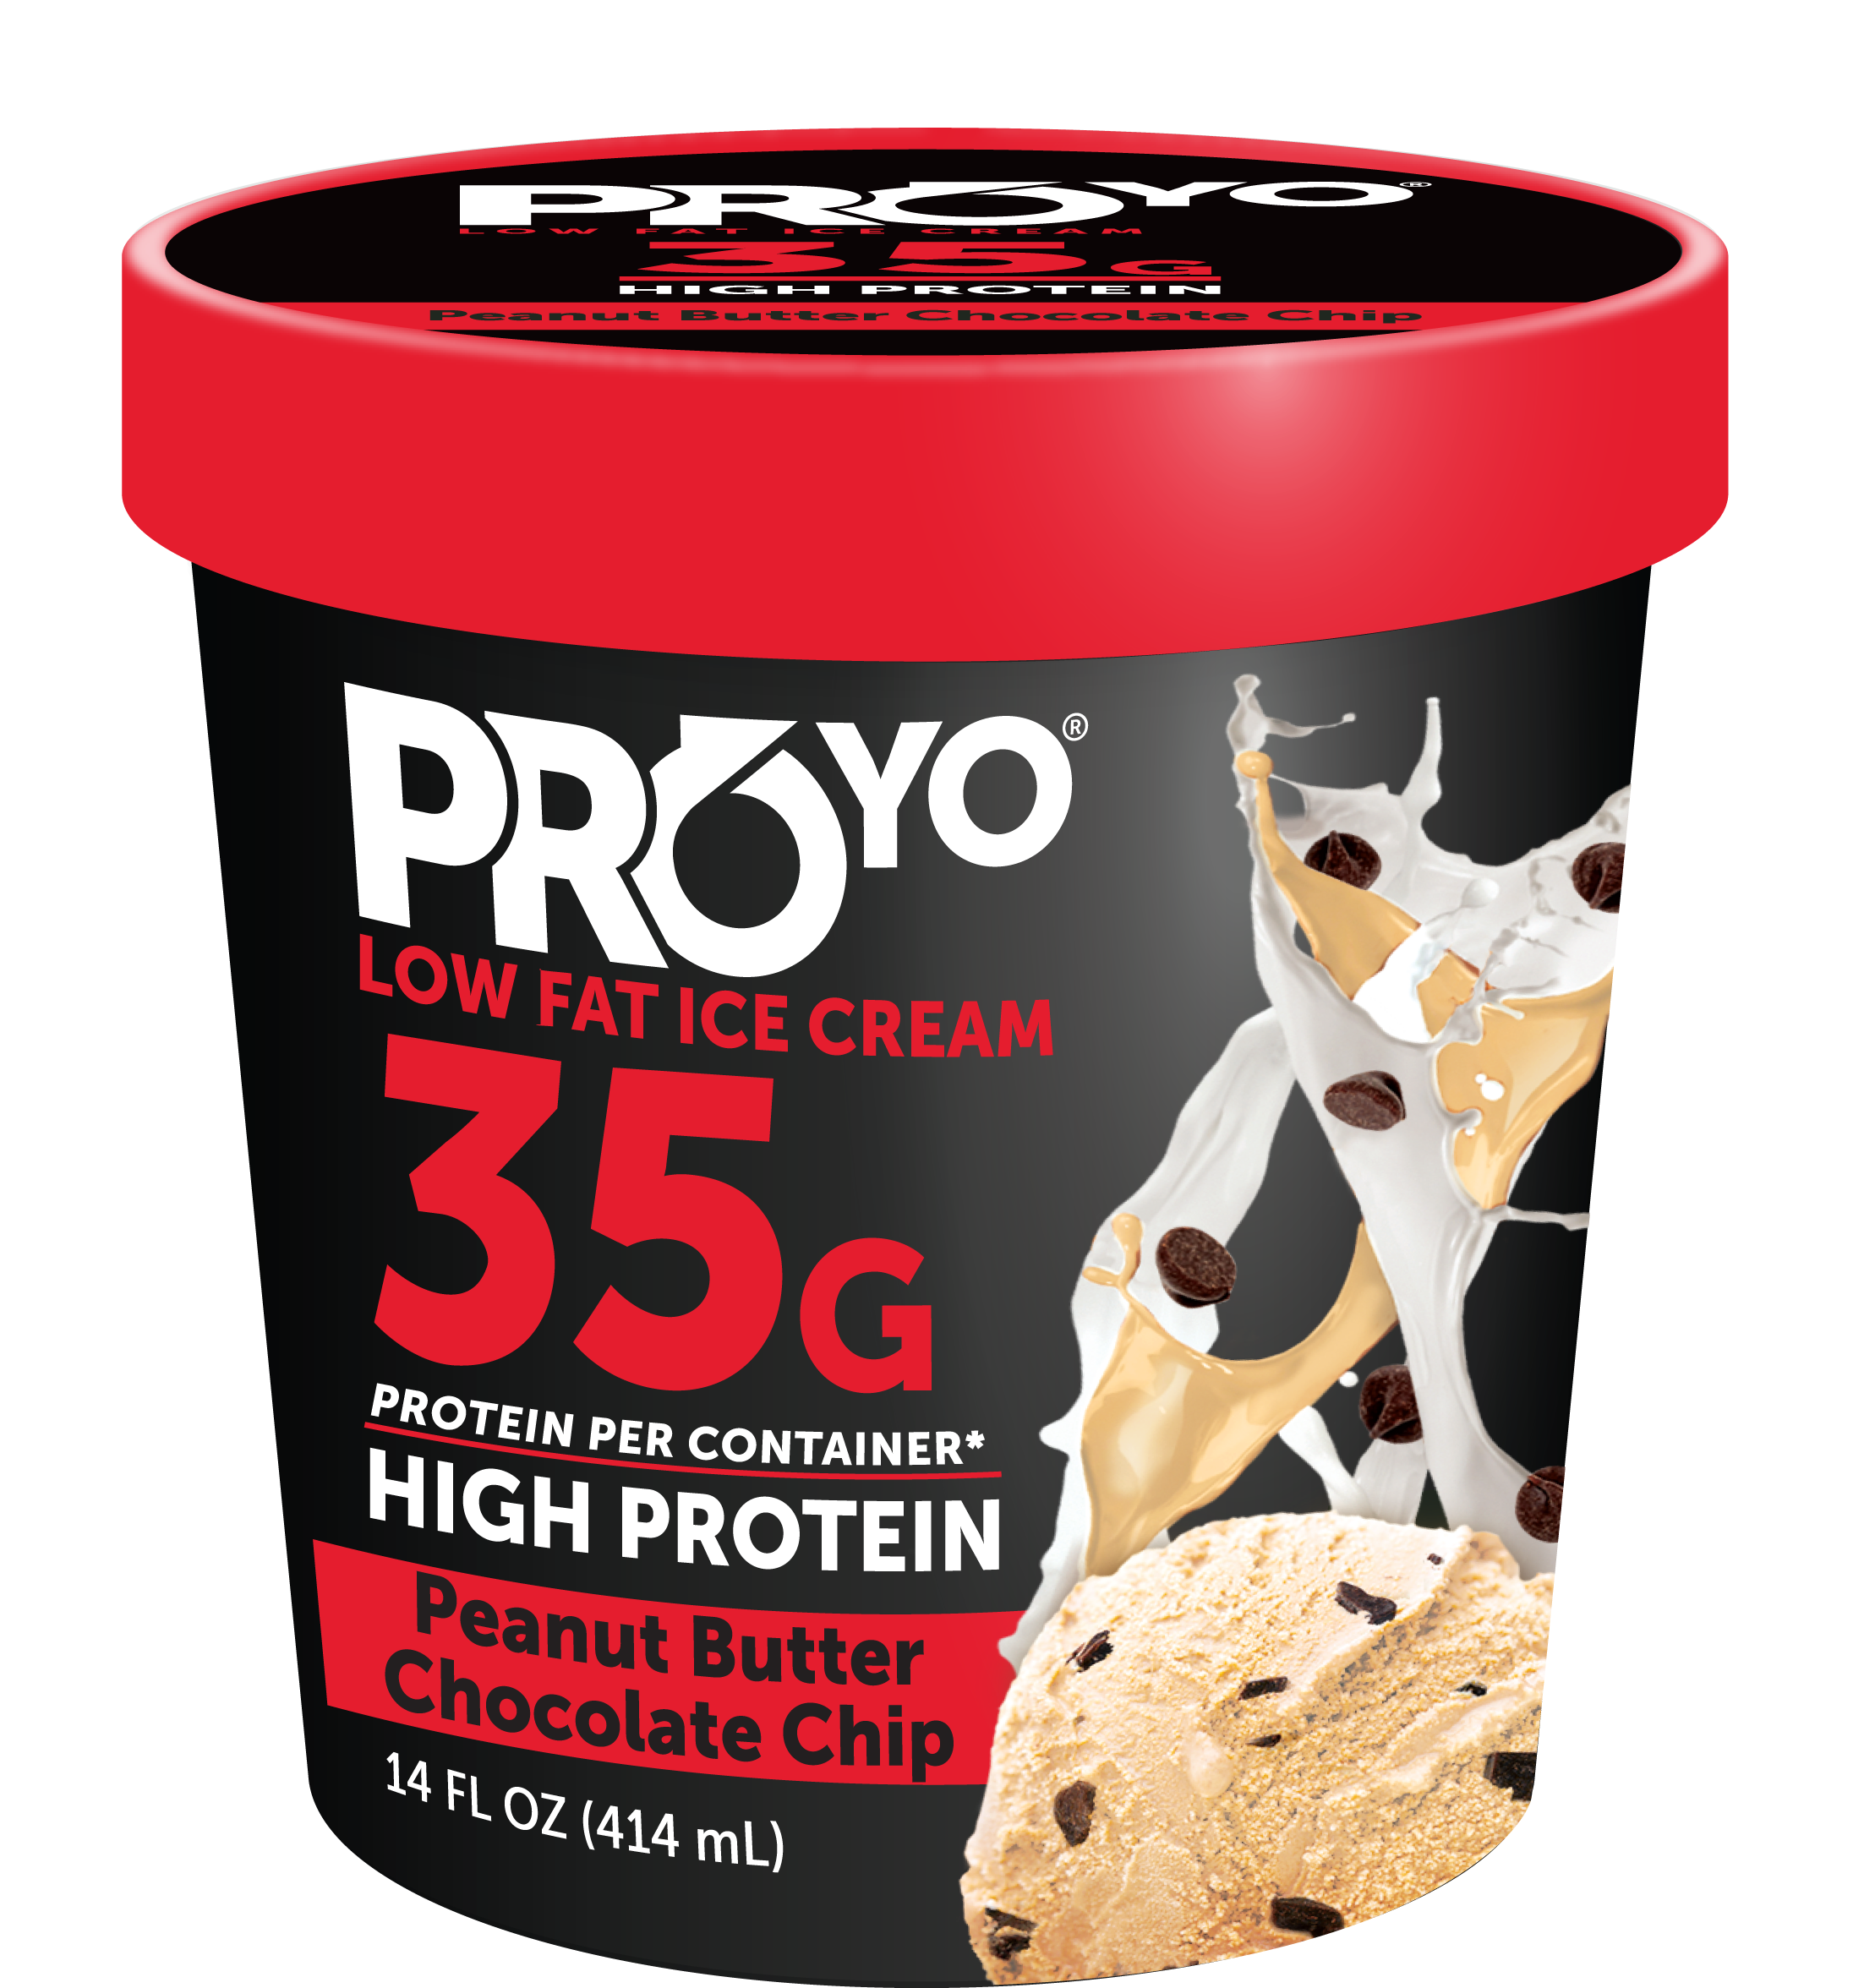 PROYO®
LOW FAT ICE CREAM
35G
HIGH PROTEIN
Peanut Butter Chocolate Chip
PROYO®
LOW FAT ICE CREAM
35G
PROTEIN PER CONTAINER*
HIGH PROTEIN
Peanut Butter
Chocolate Chip
14 FL OZ (414 mL)